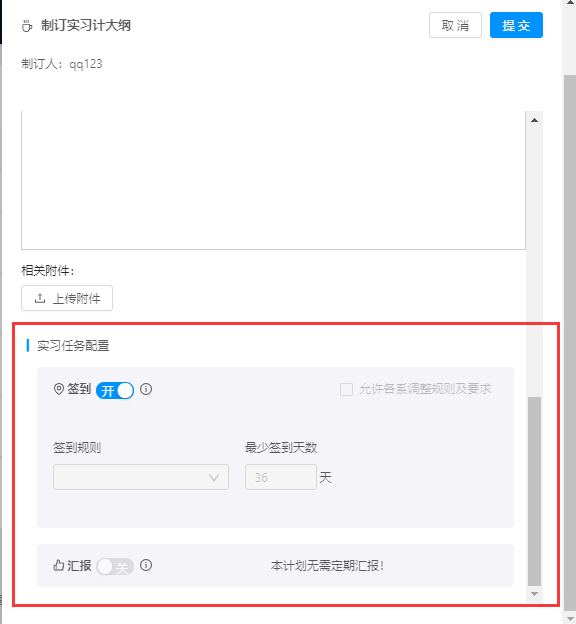 制订实习计大纲
取 消
提 交
制订人：qq123
相关附件：
上传附件
实习任务配置
签到 开
允许各系调整规则及要求
签到规则
最少签到天数
36 天
汇报 关
本计划无需定期汇报！